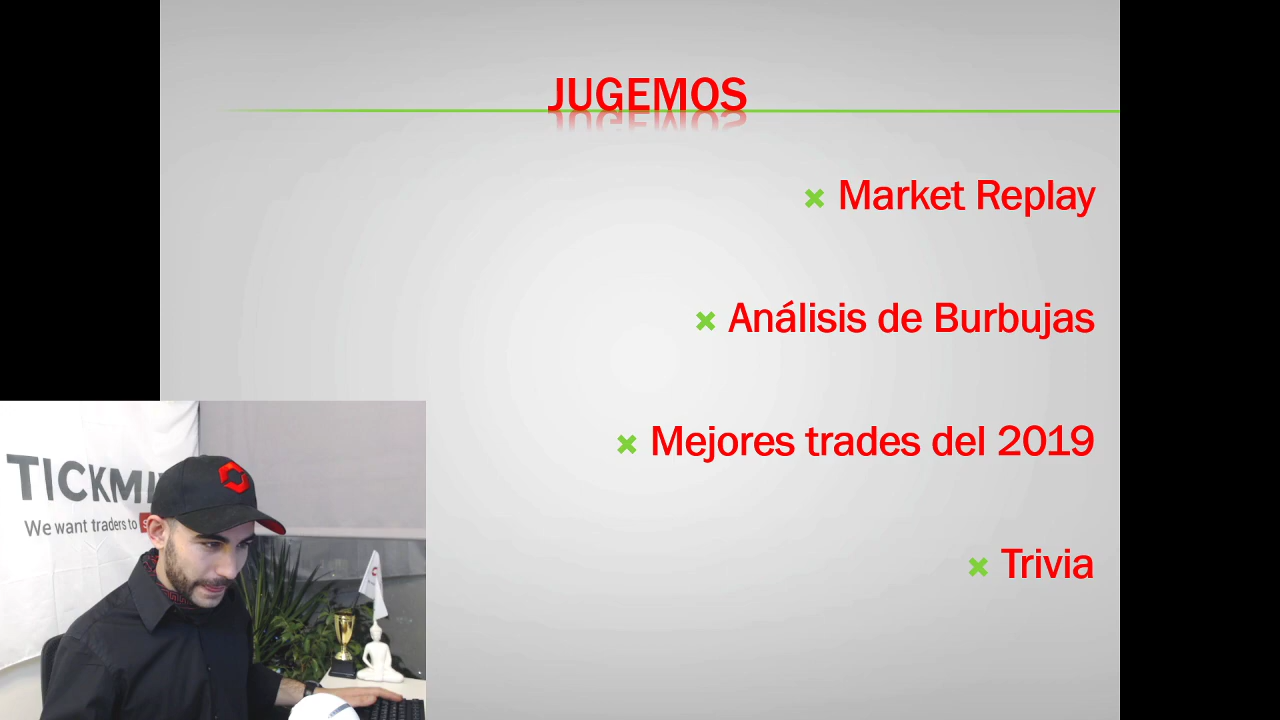 JUGEMOS
Market Replay
Análisis de Burbujas
Mejores trades del 2019
Trivia
TICKMI
We want traders to s